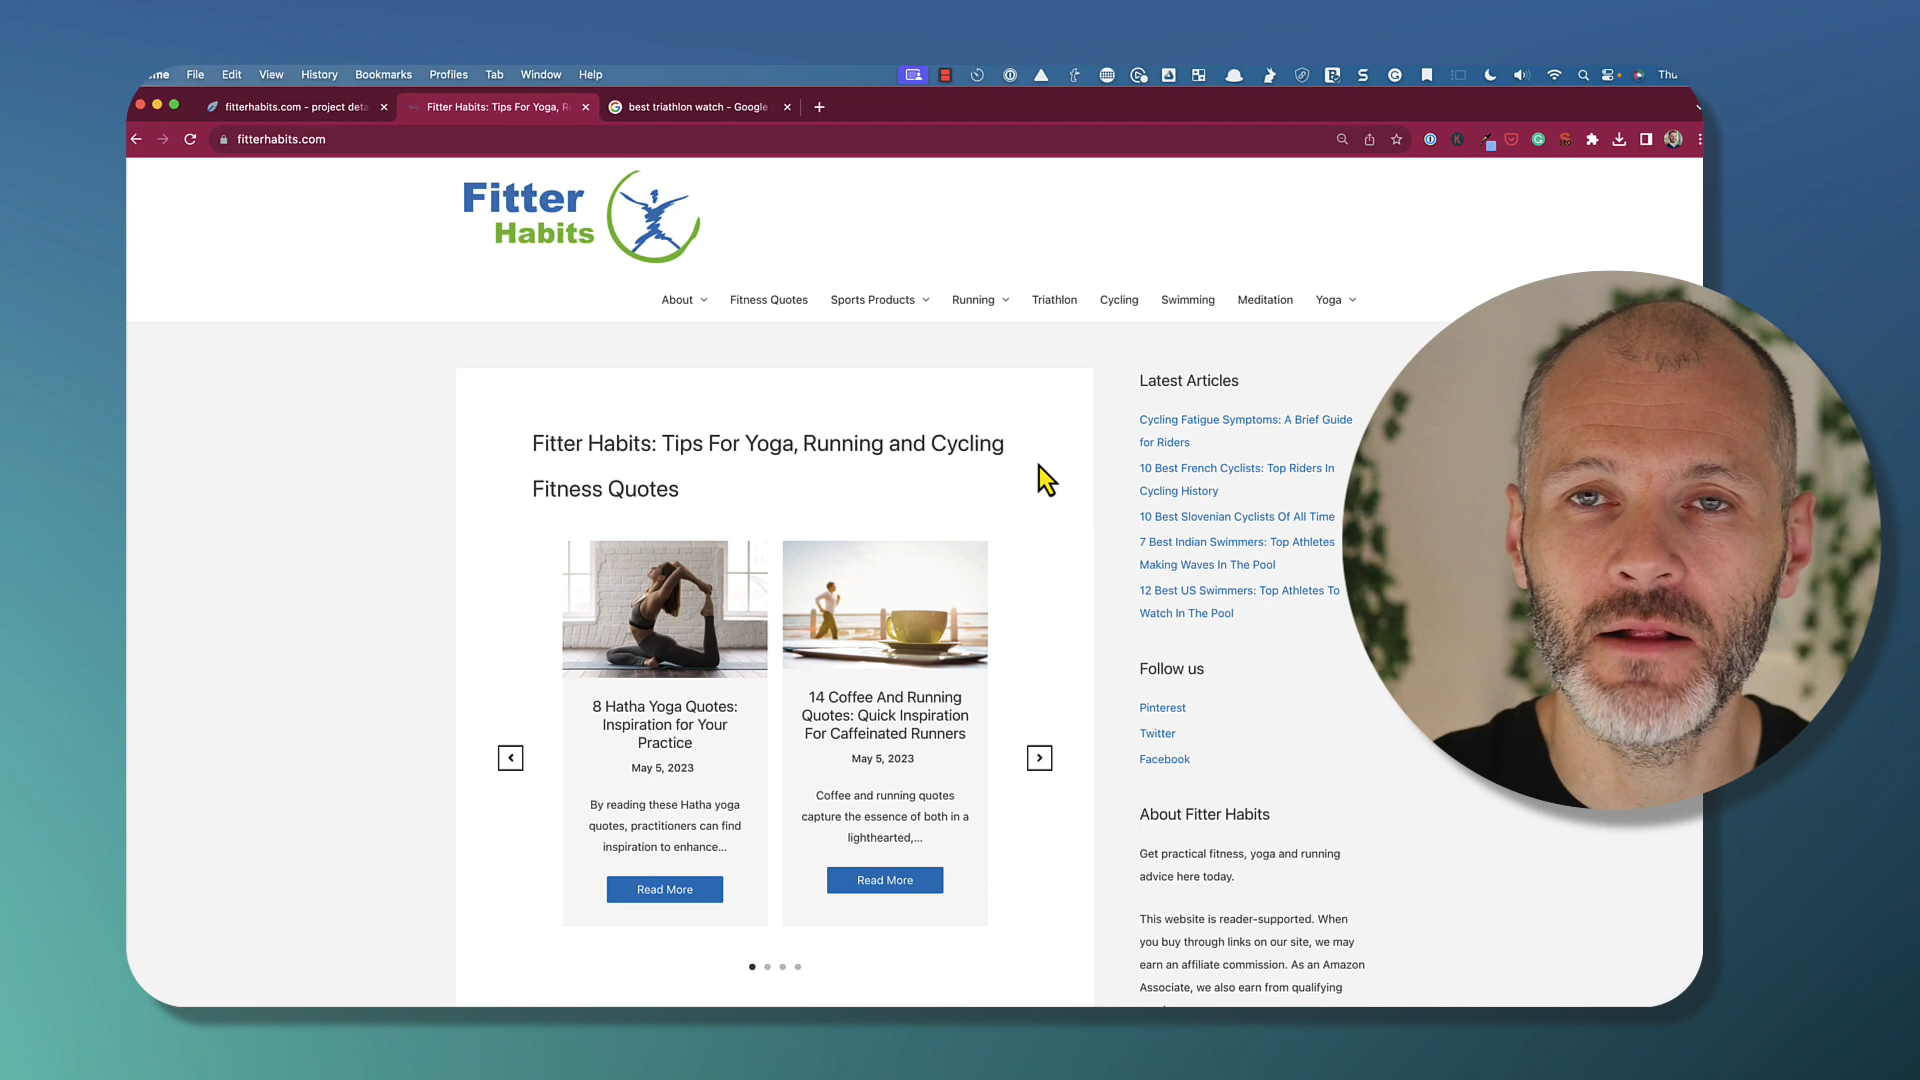 File Edit View History Bookmarks Profiles Tab Window Help
Thu
fitterhabits.com - project deta
Fitter Habits: Tips For Yoga, R
best triathlon watch - Google
fitterhabits.com
Fitter
Habits
About Fitness Quotes Sports Products Running Triathlon Cycling Swimming Meditation Yoga
Fitter Habits: Tips For Yoga, Running and Cycling
Fitness Quotes
8 Hatha Yoga Quotes:
Inspiration for Your
Practice
May 5, 2023
By reading these Hatha yoga
quotes, practitioners can find
inspiration to enhance...
Read More
14 Coffee And Running
Quotes: Quick Inspiration
For Caffeinated Runners
May 5, 2023
Coffee and running quotes
capture the essence of both in a
lighthearted,...
Read More
Latest Articles
Cycling Fatigue Symptoms: A Brief Guide
for Riders
10 Best French Cyclists: Top Riders In
Cycling History
10 Best Slovenian Cyclists Of All Time
7 Best Indian Swimmers: Top Athletes
Making Waves In The Pool
12 Best US Swimmers: Top Athletes To
Watch In The Pool
Follow us
Pinterest
Twitter
Facebook
About Fitter Habits
Get practical fitness, yoga and running
advice here today.
This website is reader-supported. When
you buy through links on our site, we may
earn an affiliate commission. As an Amazon
Associate, we also earn from qualifying